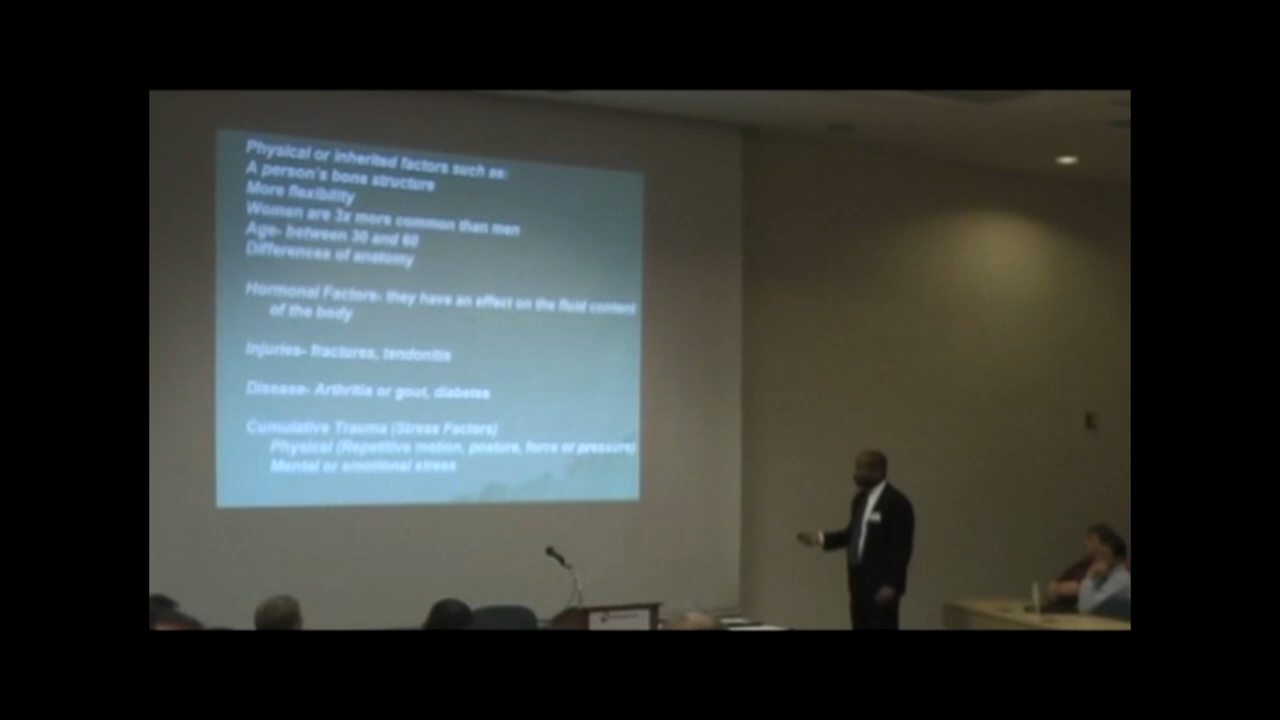 Physical or inherited factors such as:
A person's bone structure
More flexibility
Women are 3x more common than men
Age- between 30 and 60
Differences of anatomy
Hormonal Factors- they have an effect on the fluid content
of the body
Injuries- fractures, tendonitis
Disease- Arthritis or gout, diabetes
Cumulative Trauma (Stress Factors)
Physical (Repetitive motion, posture, force or pressure)
Mental or emotional stress